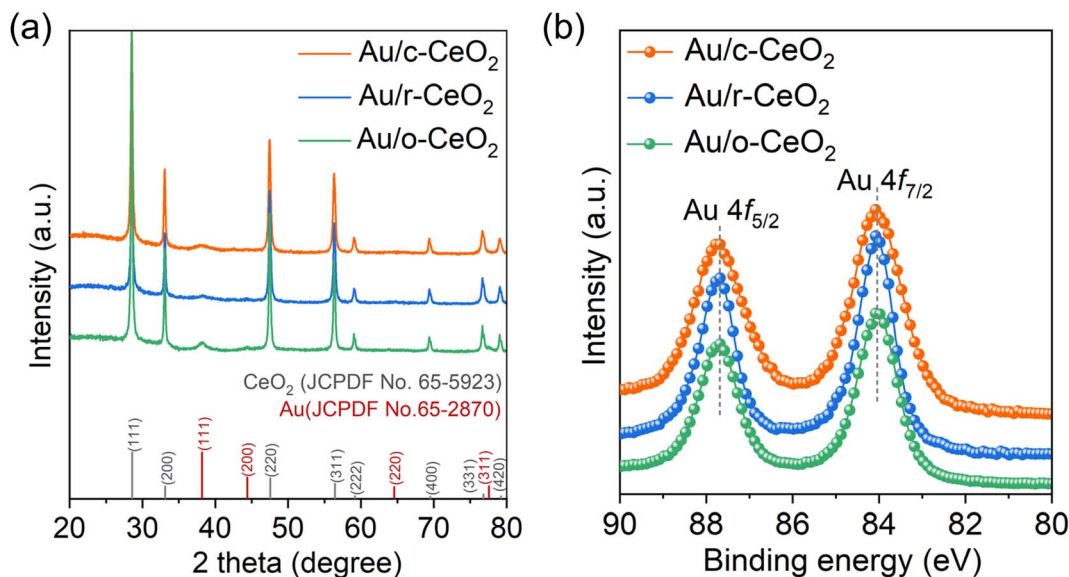 (a)
Au/c-CeO₂
Au/r-CeO₂
Au/o-CeO₂
Intensity (a.u.)
CeO₂ (JCPDF No. 65-5923)
Au(JCPDF No.65-2870)
(111)
(200)
(111)
(200)
(220)
(311)
(222)
(220)
(400)
(331)
(311)
(420)
20 30 40 50 60 70 80
2 theta (degree)
(b)
Au/c-CeO₂
Au/r-CeO₂
Au/o-CeO₂
Au 4f₅/₂
Au 4f₇/₂
Intensity (a.u.)
90 88 86 84 82 80
Binding energy (eV)